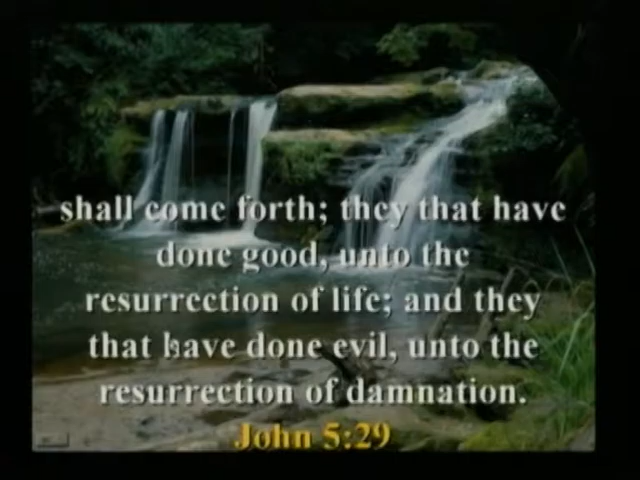 shall come forth; they that have
done good, unto the
resurrection of life; and they
that have done evil, unto the
resurrection of damnation.
John 5:29